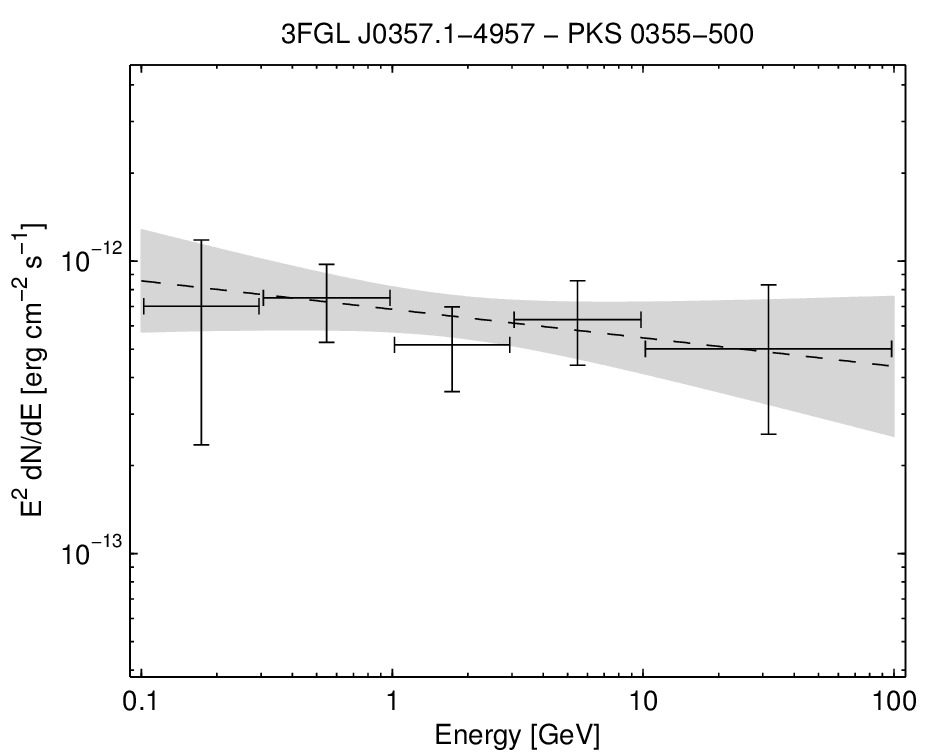 3FGL J0357.1−4957 − PKS 0355−500
E² dN/dE [erg cm⁻² s⁻¹]
10⁻¹²
10⁻¹³
0.1 1 10 100
Energy [GeV]